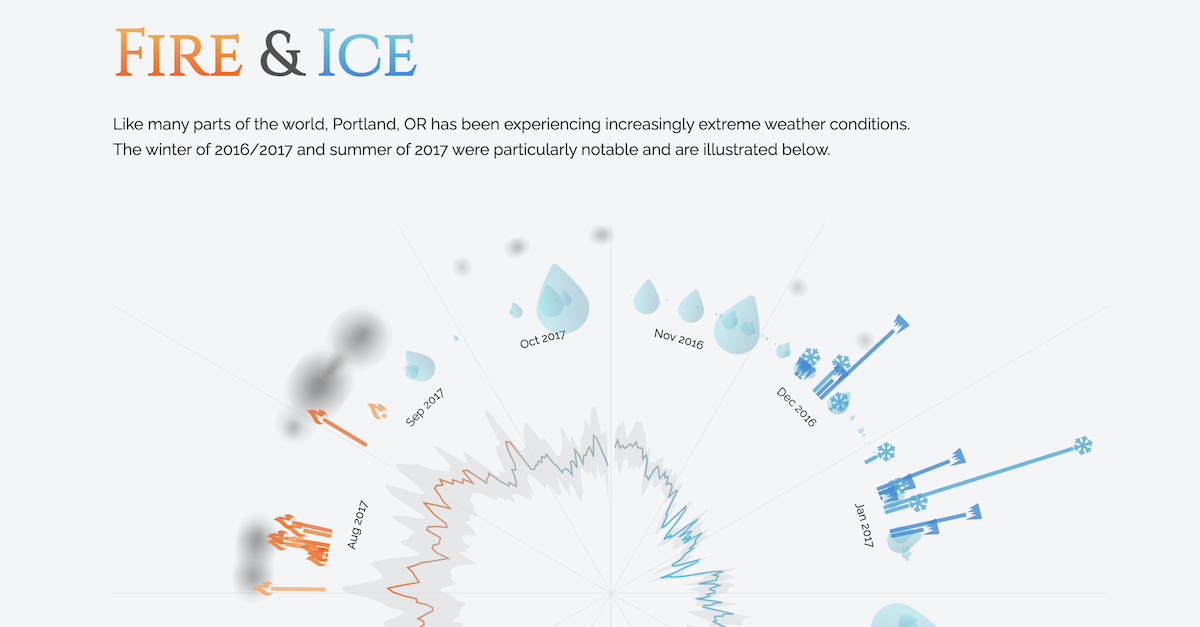 FIRE & ICE
Like many parts of the world, Portland, OR has been experiencing increasingly extreme weather conditions.
The winter of 2016/2017 and summer of 2017 were particularly notable and are illustrated below.
Oct 2017
Nov 2016
Sep 2017
Dec 2016
Aug 2017
Jan 2017